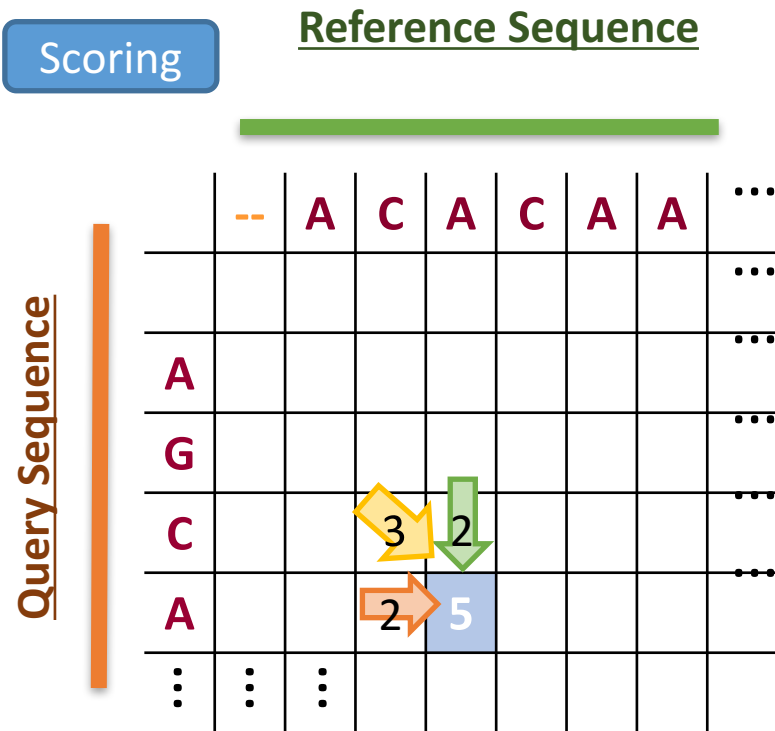 Scoring
Reference Sequence
Query Sequence
-- A C A C A A ...
...
A ...
G ...
C 3 2 ...
A 2 5 ...
⋮ ⋮ ⋮